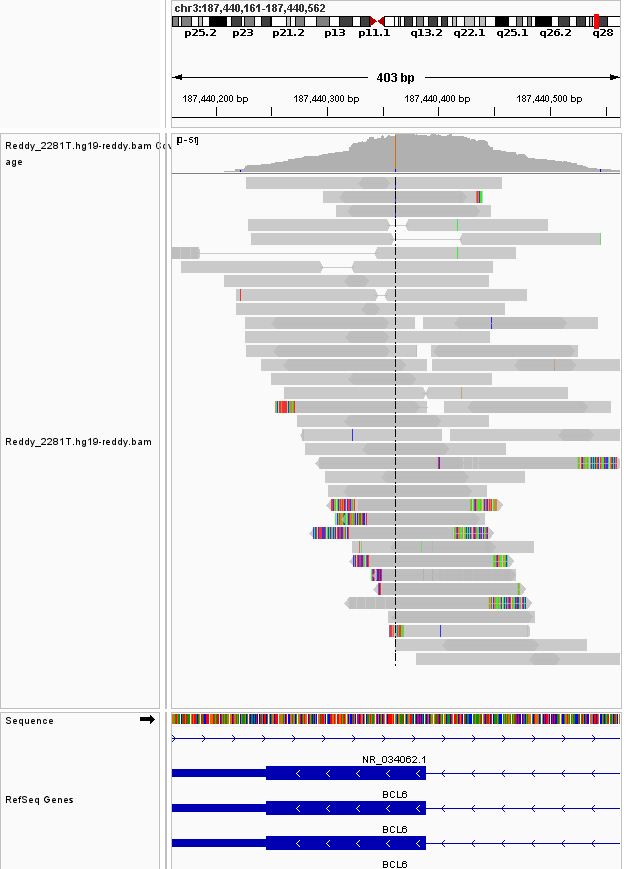 chr3:187,440,161-187,440,562
p25.2 p23 p21.2 p13 p11.1 q13.2 q22.1 q25.1 q26.2 q28
403 bp
187,440,200 bp 187,440,300 bp 187,440,400 bp 187,440,500 bp
Reddy_2281T.hg19-reddy.bam Cov
age
[0-51]
Reddy_2281T.hg19-reddy.bam
Sequence
NR_034062.1
RefSeq Genes
BCL6
BCL6
BCL6